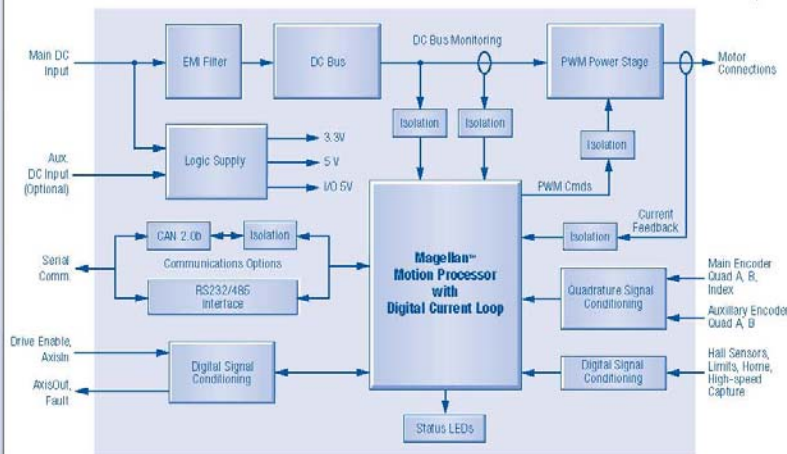 DC Bus Monitoring
Main DC
Input
EMI Filter
DC Bus
PWM Power Stage
Motor
Connections
Isolation
Isolation
Isolation
Logic Supply
3.3V
5 V
I/O 5V
Aux.
DC Input
(Optional)
PWM Cmds
Current
Feedback
CAN 2.0b
Isolation
Isolation
Serial
Comm.
Communications Options
RS232/485
Interface
Magellan™
Motion Processor
with
Digital Current Loop
Quadrature Signal
Conditioning
Main Encoder
Quad A, B,
Index
Auxillary Encoder
Quad A, B
Drive Enable,
AxisIn
Digital Signal
Conditioning
AxisOut,
Fault
Digital Signal
Conditioning
Hall Sensors,
Limits, Home,
High-speed
Capture
Status LEDs